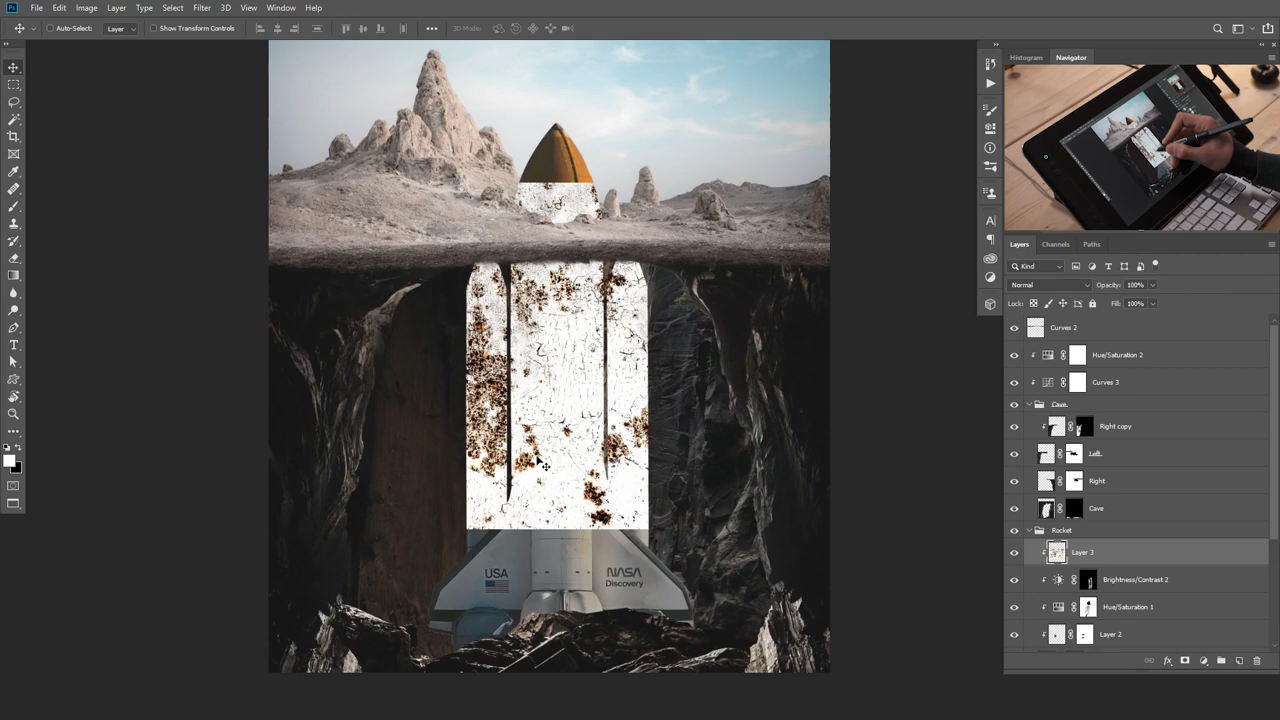 Ps File Edit Image Layer Type Select Filter 3D View Window Help
Auto-Select: Layer Show Transform Controls 3D Mode:
Histogram Navigator
Layers Channels Paths
Kind
Normal Opacity: 100%
Lock: Fill: 100%
Curves 2
Hue/Saturation 2
Curves 3
Cave
Right copy
Left
Right
Cave
Rocket
Layer 3
Brightness/Contrast 2
Hue/Saturation 1
Layer 2
USA NASA
Discovery